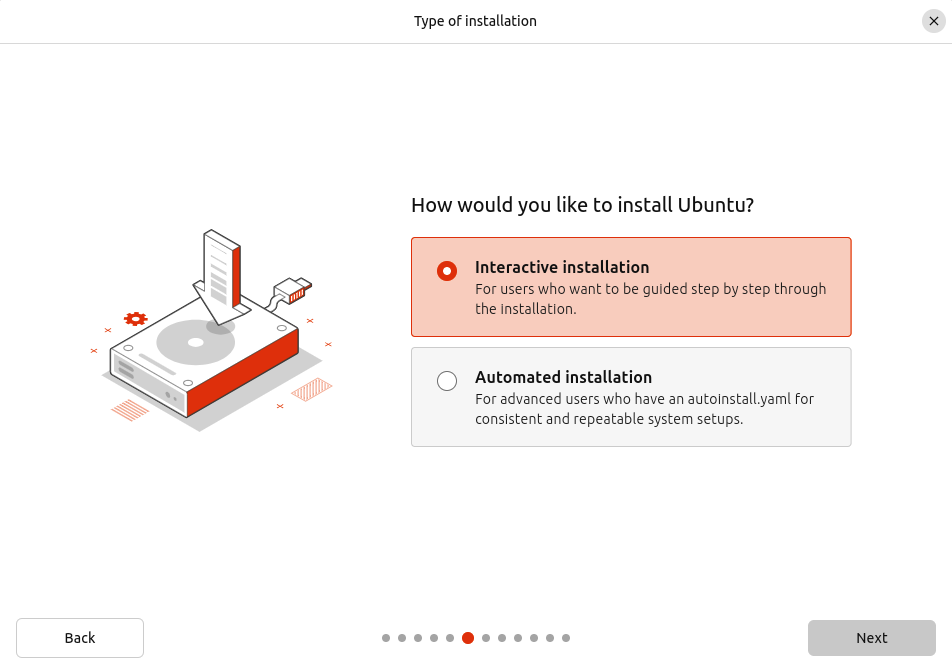 Type of installation
How would you like to install Ubuntu?
Interactive installation
For users who want to be guided step by step through
the installation.
Automated installation
For advanced users who have an autoinstall.yaml for
consistent and repeatable system setups.
Back
Next